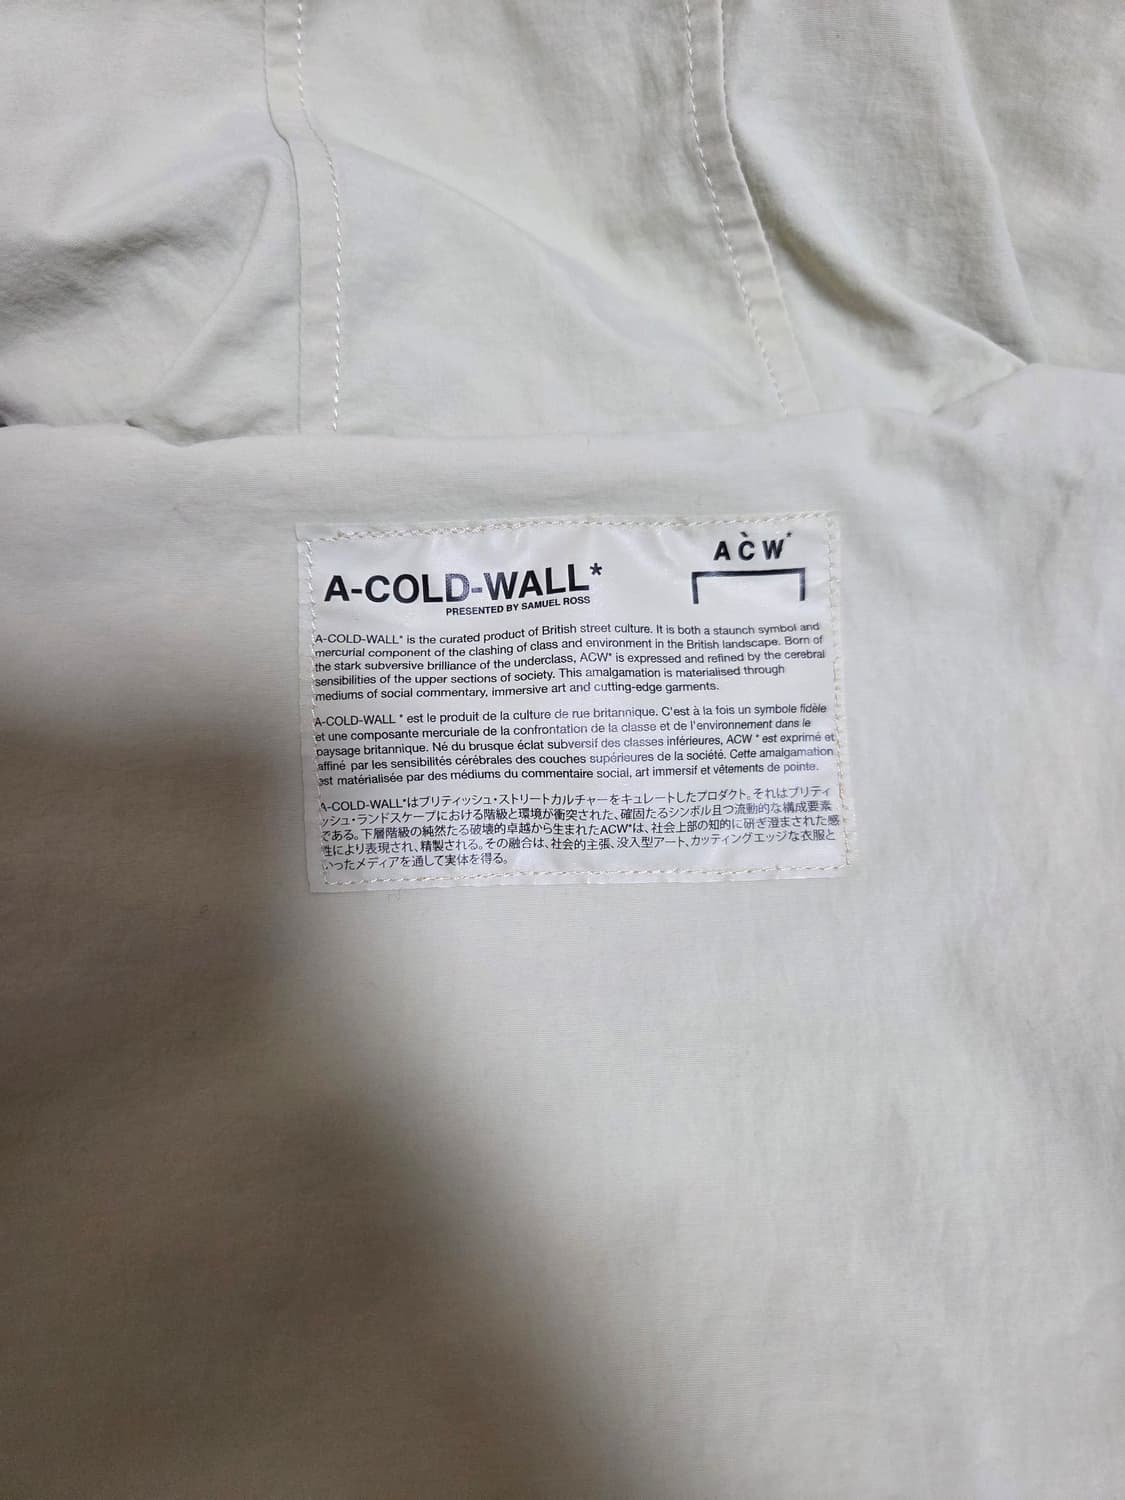 A-COLD-WALL*
PRESENTED BY SAMUEL ROSS
ACW*
A-COLD-WALL* is the curated product of British street culture. It is both a staunch symbol and
mercurial component of the clashing of class and environment in the British landscape. Born of
the stark subversive brilliance of the underclass, ACW* is expressed and refined by the cerebral
sensibilities of the upper sections of society. This amalgamation is materialised through
mediums of social commentary, immersive art and cutting-edge garments.
A-COLD-WALL * est le produit de la culture de rue britannique. C'est à la fois un symbole fidèle
et une composante mercuriale de la confrontation de la classe et de l'environnement dans le
paysage britannique. Né du brusque éclat subversif des classes inférieures, ACW * est exprimé et
affiné par les sensibilités cérébrales des couches supérieures de la société. Cette amalgamation
est matérialisée par des médiums du commentaire social, art immersif et vêtements de pointe.
A-COLD-WALL*はブリティッシュ・ストリートカルチャーをキュレートしたプロダクト。それはブリティ
ッシュ・ランドスケープにおける階級と環境が衝突された、確固たるシンボル且つ流動的な構成要素
である。下層階級の純然たる破壊的卓越から生まれたACW*は、社会上部の知的に研ぎ澄まされた感
性により表現され、精製される。その融合は、社会的主張、没入型アート、カッティングエッジな衣服と
いったメディアを通して実体を得る。